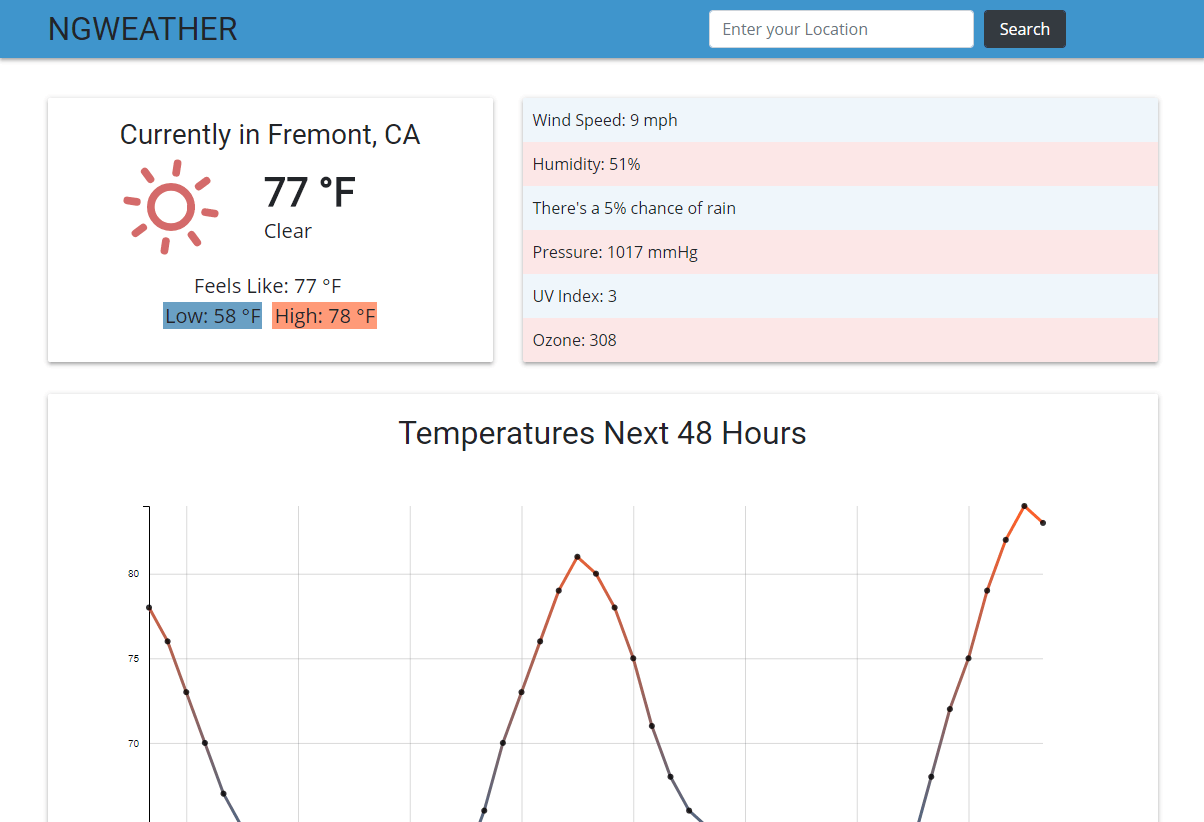 NGWEATHER
Enter your Location
Search
Currently in Fremont, CA
77 °F
Clear
Feels Like: 77 °F
Low: 58 °F High: 78 °F
Wind Speed: 9 mph
Humidity: 51%
There's a 5% chance of rain
Pressure: 1017 mmHg
UV Index: 3
Ozone: 308
Temperatures Next 48 Hours
80
75
70